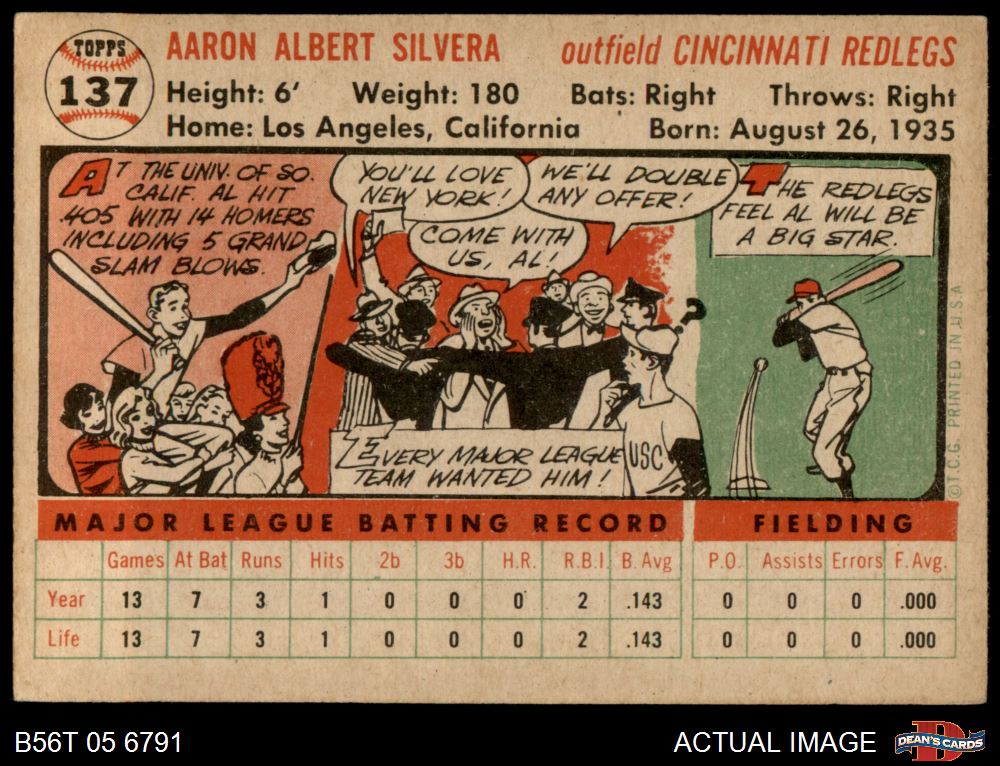 TOPPS
137
AARON ALBERT SILVERA outfield CINCINNATI REDLEGS
Height: 6' Weight: 180 Bats: Right Throws: Right
Home: Los Angeles, California Born: August 26, 1935
AT THE UNIV. OF SO.
CALIF. AL HIT
.405 WITH 14 HOMERS
INCLUDING 5 GRAND
SLAM BLOWS.
YOU'LL LOVE
NEW YORK!
WE'LL DOUBLE
ANY OFFER!
COME WITH
US, AL!
EVERY MAJOR LEAGUE
TEAM WANTED HIM!
USC
?
THE REDLEGS
FEEL AL WILL BE
A BIG STAR.
© T.C.G. PRINTED IN U.S.A
MAJOR LEAGUE BATTING RECORD FIELDING
Games At Bat Runs Hits 2b 3b H.R. R.B.I. B. Avg P.O. Assists Errors F. Avg.
Year 13 7 3 1 0 0 0 2 .143 0 0 0 .000
Life 13 7 3 1 0 0 0 2 .143 0 0 0 .000
B56T 05 6791 ACTUAL IMAGE DEAN'S CARDS